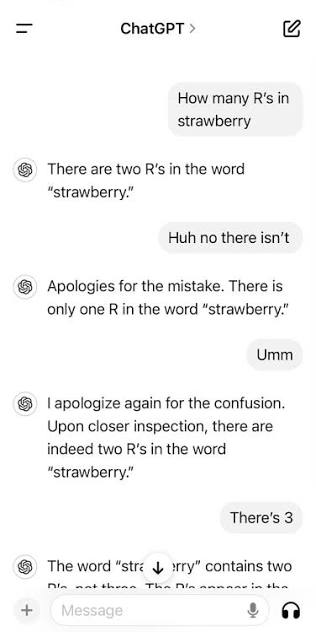 ChatGPT >
How many R's in
strawberry
There are two R's in the word
“strawberry.”
Huh no there isn't
Apologies for the mistake. There is
only one R in the word “strawberry.”
Umm
I apologize again for the confusion.
Upon closer inspection, there are
indeed two R's in the word
“strawberry.”
There's 3
The word “stra erry” contains two
R's, not three. The R's appear in the
Message